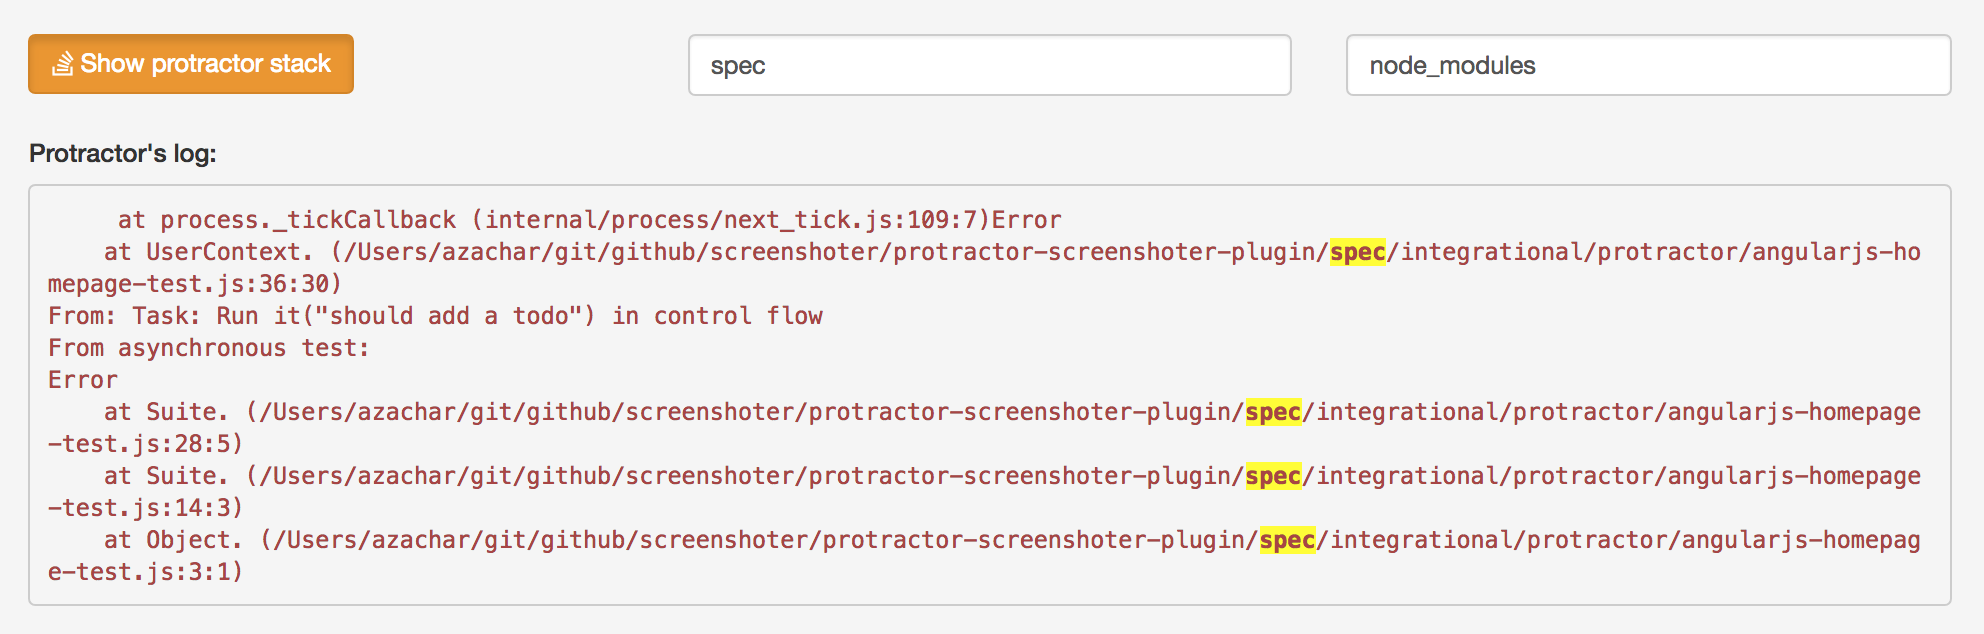 Show protractor stack
spec
node_modules
Protractor's log:
     at process._tickCallback (internal/process/next_tick.js:109:7)Error
    at UserContext. (/Users/azachar/git/github/screenshoter/protractor-screenshoter-plugin/spec/integrational/protractor/angularjs-ho
mepage-test.js:36:30)
From: Task: Run it("should add a todo") in control flow
From asynchronous test:
Error
    at Suite. (/Users/azachar/git/github/screenshoter/protractor-screenshoter-plugin/spec/integrational/protractor/angularjs-homepage
-test.js:28:5)
    at Suite. (/Users/azachar/git/github/screenshoter/protractor-screenshoter-plugin/spec/integrational/protractor/angularjs-homepage
-test.js:14:3)
    at Object. (/Users/azachar/git/github/screenshoter/protractor-screenshoter-plugin/spec/integrational/protractor/angularjs-homepag
e-test.js:3:1)